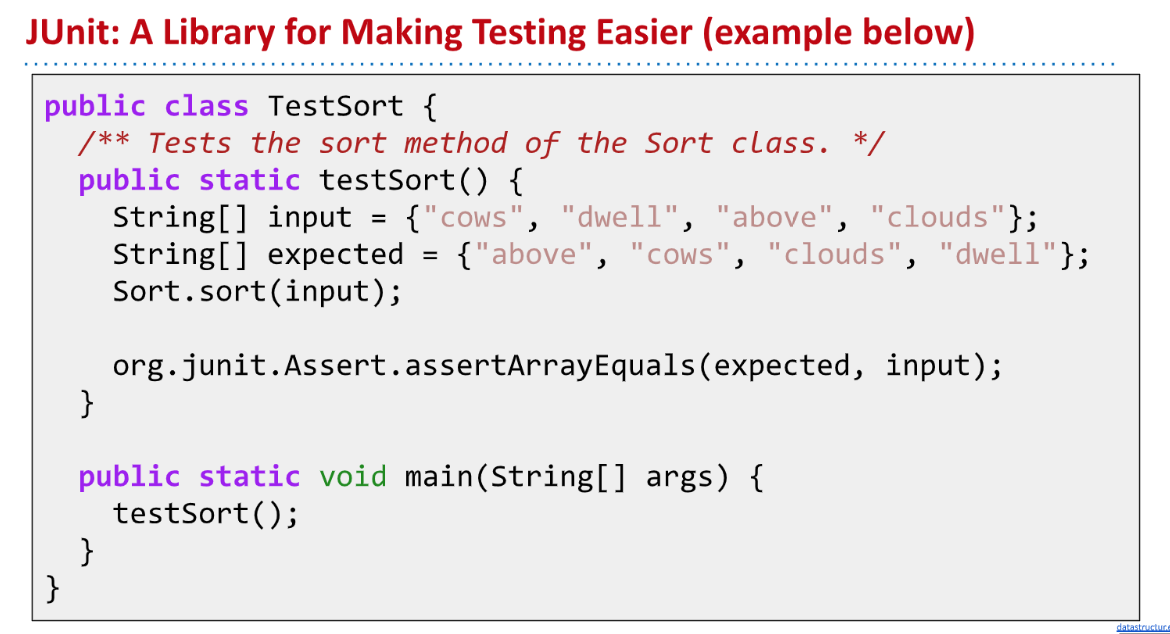 JUnit: A Library for Making Testing Easier (example below)
public class TestSort {
  /** Tests the sort method of the Sort class. */
  public static testSort() {
    String[] input = {"cows", "dwell", "above", "clouds"};
    String[] expected = {"above", "cows", "clouds", "dwell"};
    Sort.sort(input);

    org.junit.Assert.assertArrayEquals(expected, input);
  }

  public static void main(String[] args) {
    testSort();
  }
}